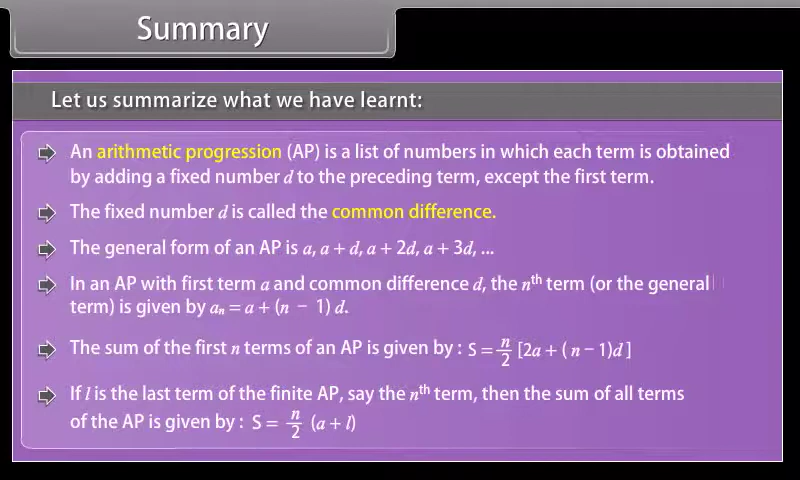 Summary
Let us summarize what we have learnt:
An arithmetic progression (AP) is a list of numbers in which each term is obtained
by adding a fixed number d to the preceding term, except the first term.
The fixed number d is called the common difference.
The general form of an AP is a, a + d, a + 2d, a + 3d, ...
In an AP with first term a and common difference d, the nᵗʰ term (or the general
term) is given by aₙ = a + (n − 1) d.
The sum of the first n terms of an AP is given by : S = n/2 [2a + ( n − 1)d ]
If l is the last term of the finite AP, say the nᵗʰ term, then the sum of all terms
of the AP is given by : S = n/2 (a + l)